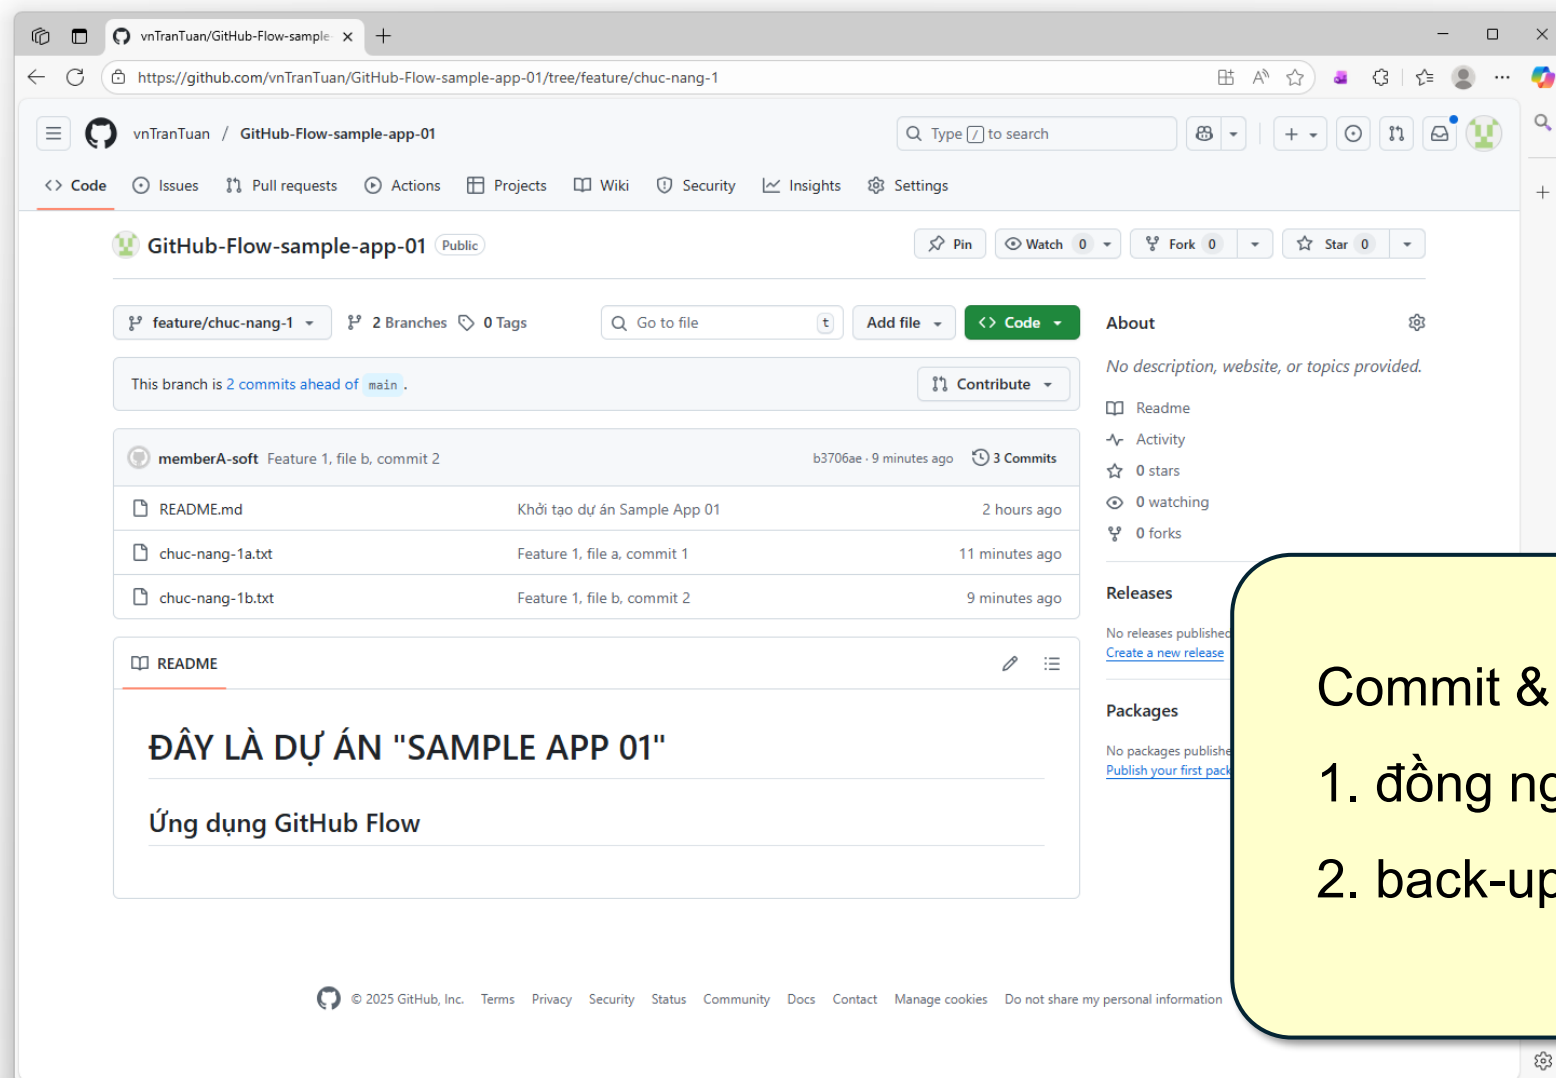 vnTranTuan/GitHub-Flow-sample-
https://github.com/vnTranTuan/GitHub-Flow-sample-app-01/tree/feature/chuc-nang-1
vnTranTuan / GitHub-Flow-sample-app-01
Type / to search
Code Issues Pull requests Actions Projects Wiki Security Insights Settings
GitHub-Flow-sample-app-01 Public
Pin Watch 0 Fork 0 Star 0
feature/chuc-nang-1 2 Branches 0 Tags Go to file t Add file Code
This branch is 2 commits ahead of main .
Contribute
memberA-soft Feature 1, file b, commit 2 b3706ae · 9 minutes ago 3 Commits
README.md Khởi tạo dự án Sample App 01 2 hours ago
chuc-nang-1a.txt Feature 1, file a, commit 1 11 minutes ago
chuc-nang-1b.txt Feature 1, file b, commit 2 9 minutes ago
README
ĐÂY LÀ DỰ ÁN "SAMPLE APP 01"
Ứng dụng GitHub Flow
About
No description, website, or topics provided.
Readme
Activity
0 stars
0 watching
0 forks
Releases
No releases published
Create a new release
Packages
No packages publishe
Publish your first pack
Commit &
1. đồng ng
2. back-up
© 2025 GitHub, Inc. Terms Privacy Security Status Community Docs Contact Manage cookies Do not share my personal information